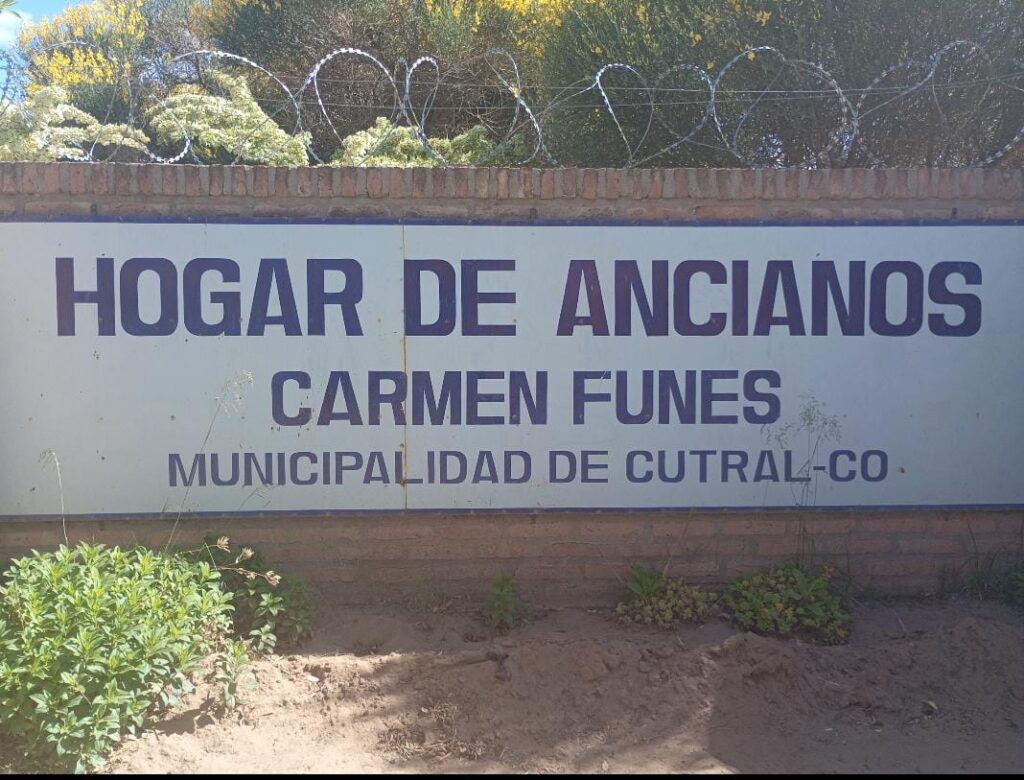 HOGAR DE ANCIANOS
CARMEN FUNES
MUNICIPALIDAD DE CUTRAL-CO